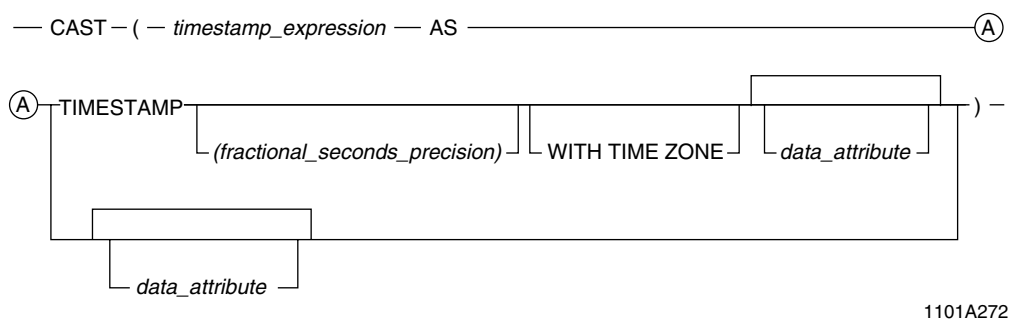 CAST ( timestamp_expression AS A
A TIMESTAMP ) 
(fractional_seconds_precision) WITH TIME ZONE data_attribute
data_attribute
1101A272